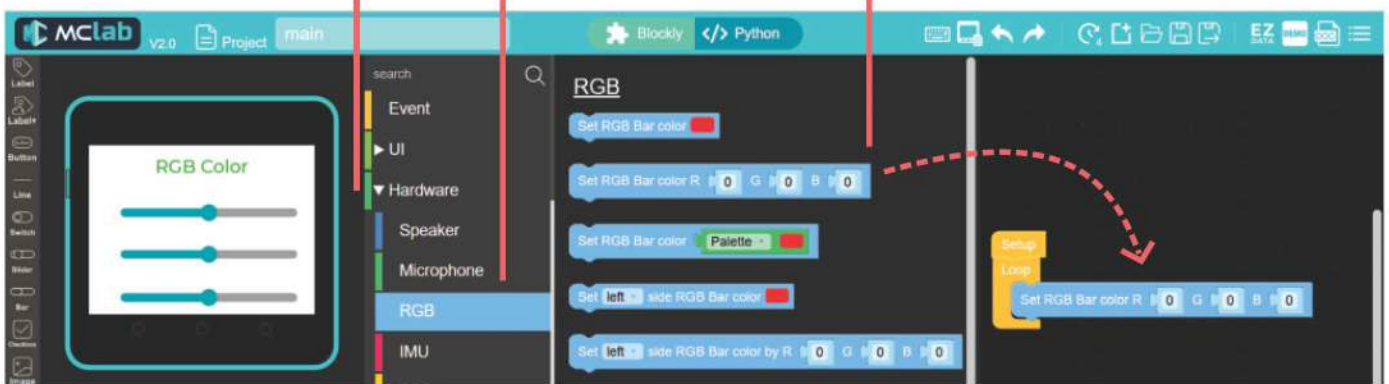 MCLab V2.0 Project main Blockly </> Python EZ DATA DEMO DOC
Label
Label+
Button
Line
Switch
Slider
Bar
Checkbox
Image
RGB Color
search
Event
UI
Hardware
Speaker
Microphone
RGB
IMU
RGB
Set RGB Bar color
Set RGB Bar color R 0 G 0 B 0
Set RGB Bar color Palette
Set left side RGB Bar color
Set left side RGB Bar color by R 0 G 0 B 0
Setup
Loop
Set RGB Bar color R 0 G 0 B 0